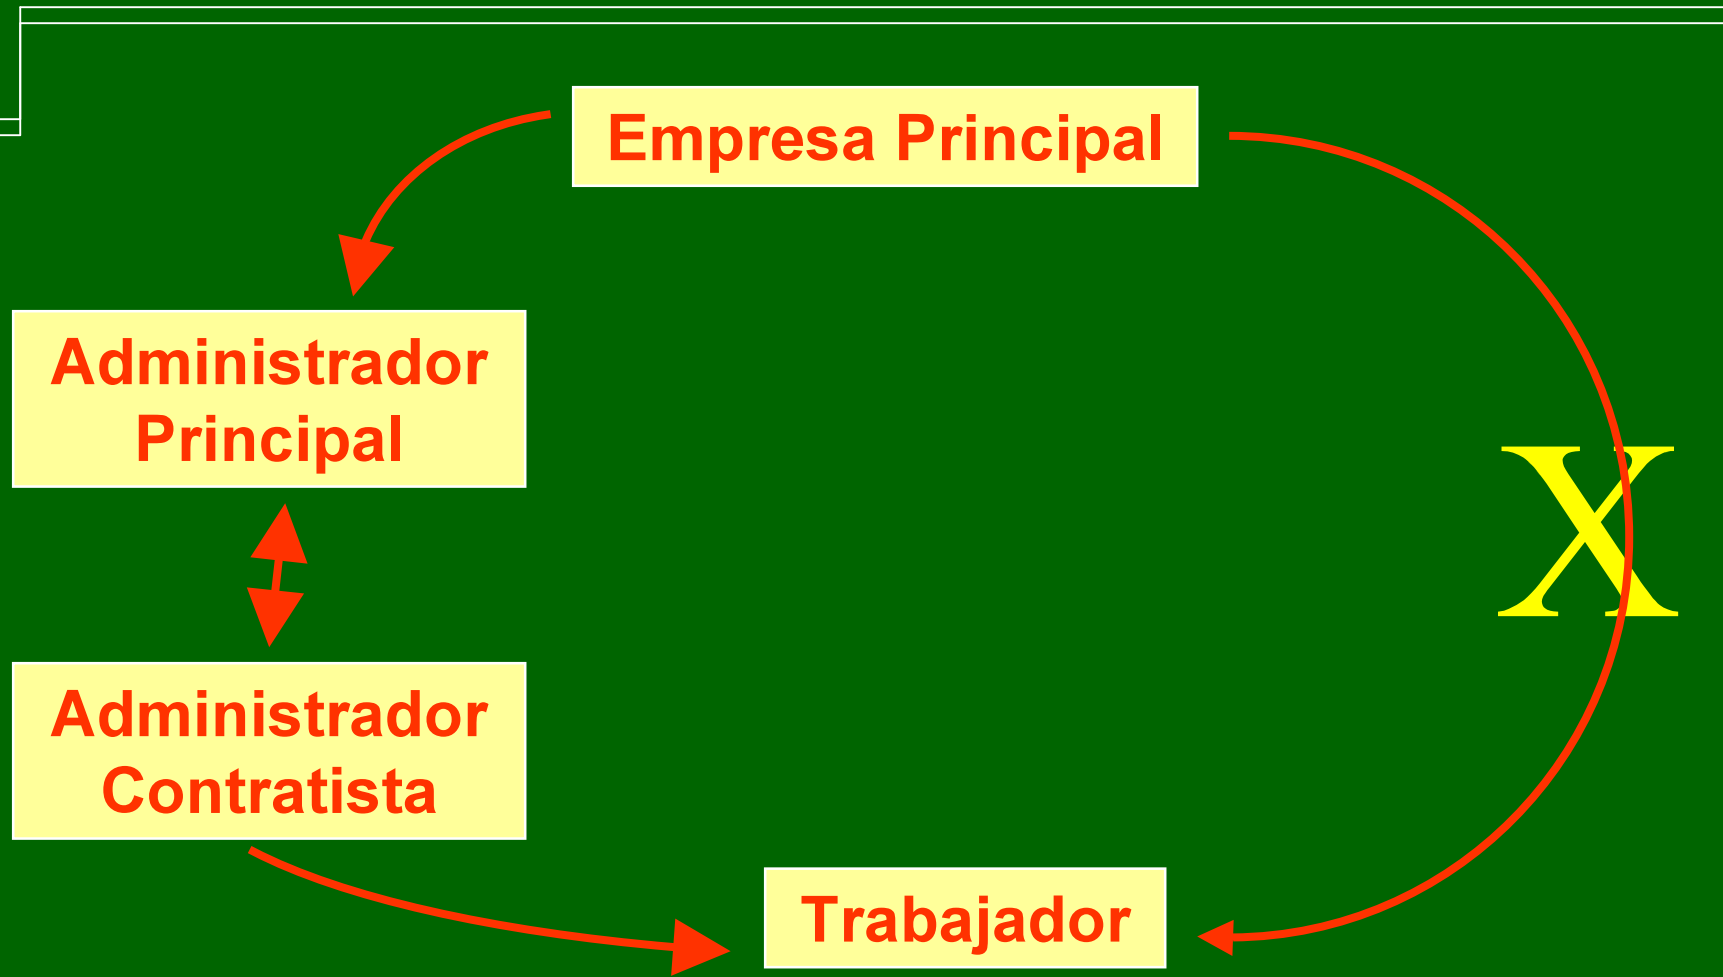 Empresa Principal
Administrador
Principal
X
Administrador
Contratista
Trabajador